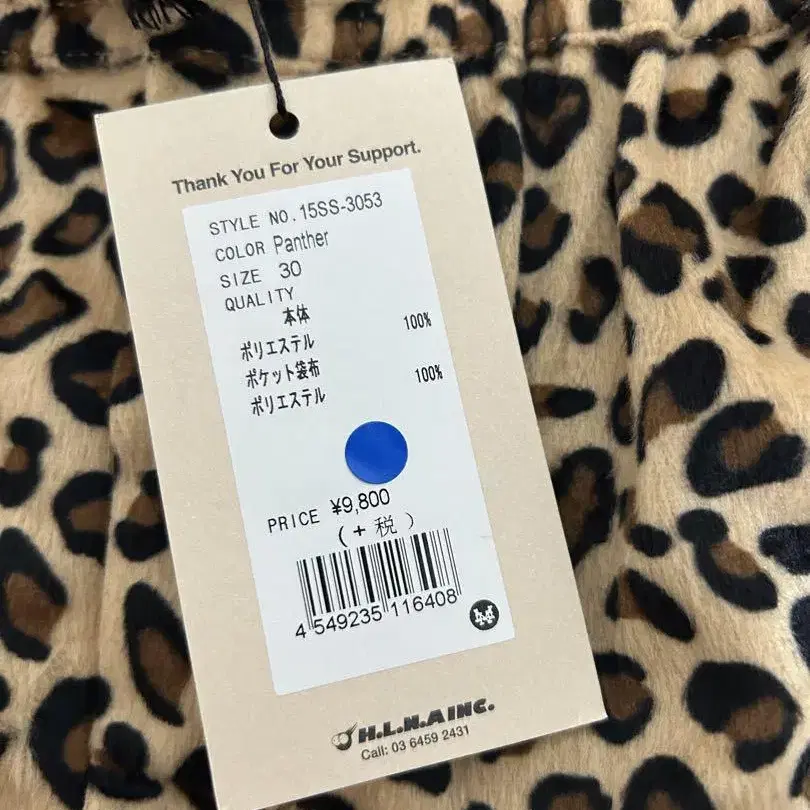 Thank You For Your Support.
STYLE NO. 15SS-3053
COLOR Panther
SIZE 30
QUALITY
本体
ポリエステル 100%
ポケット袋布
ポリエステル 100%
PRICE ¥9,800
(+税)
4 549235 116408
H.L.N.A INC.
Call: 03 6459 2431